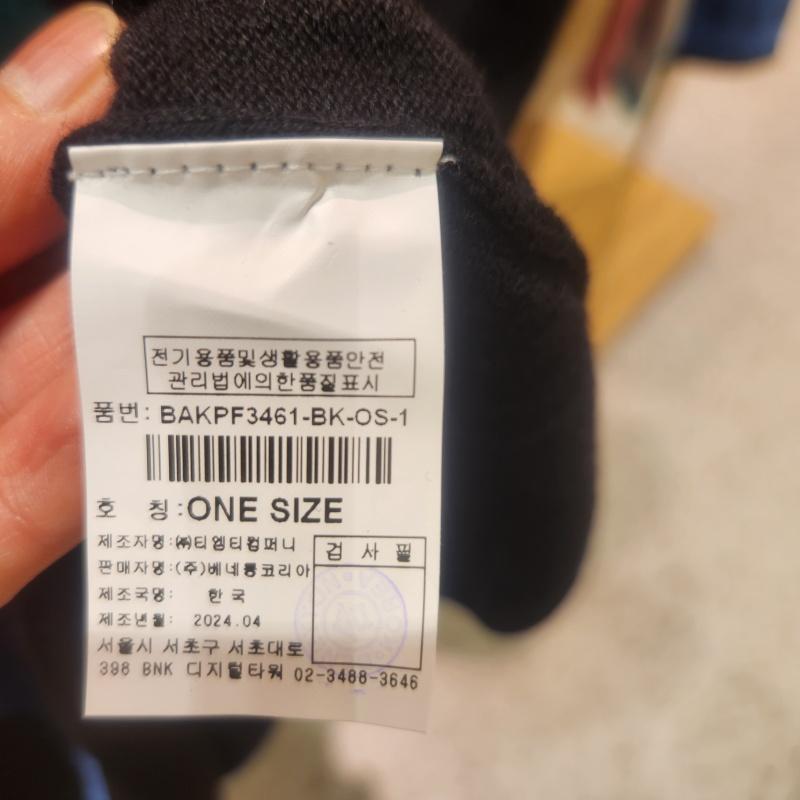 전기용품및생활용품안전
관리법에의한품질표시
품번: BAKPF3461-BK-OS-1
호 칭:ONE SIZE
제조자명:㈜티엠티컴퍼니
판매자명:(주)베네통코리아
제조국명: 한국
제조년월: 2024.04
검 사 필
서울시 서초구 서초대로
398 BNK 디지털타워 02-3488-3646